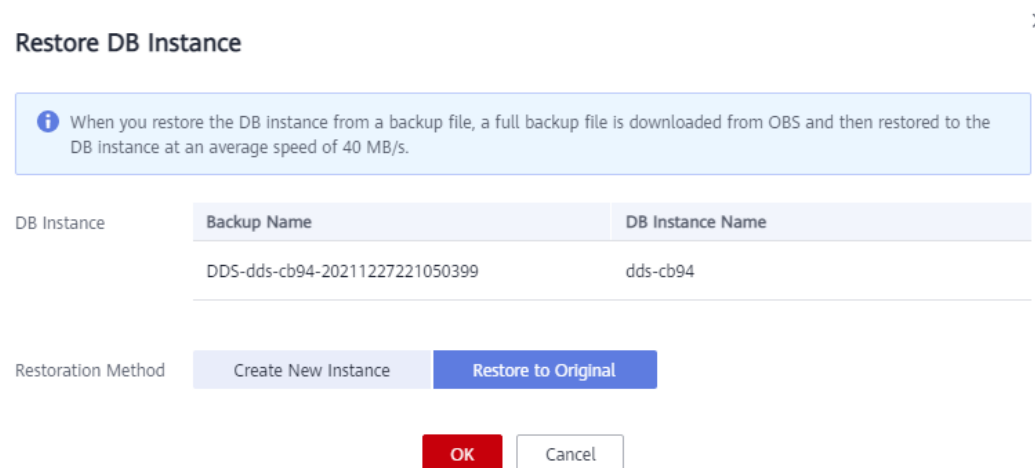 Restore DB Instance
When you restore the DB instance from a backup file, a full backup file is downloaded from OBS and then restored to the
DB instance at an average speed of 40 MB/s.
DB Instance
Backup Name DB Instance Name
DDS-dds-cb94-20211227221050399 dds-cb94
Restoration Method Create New Instance Restore to Original
OK Cancel